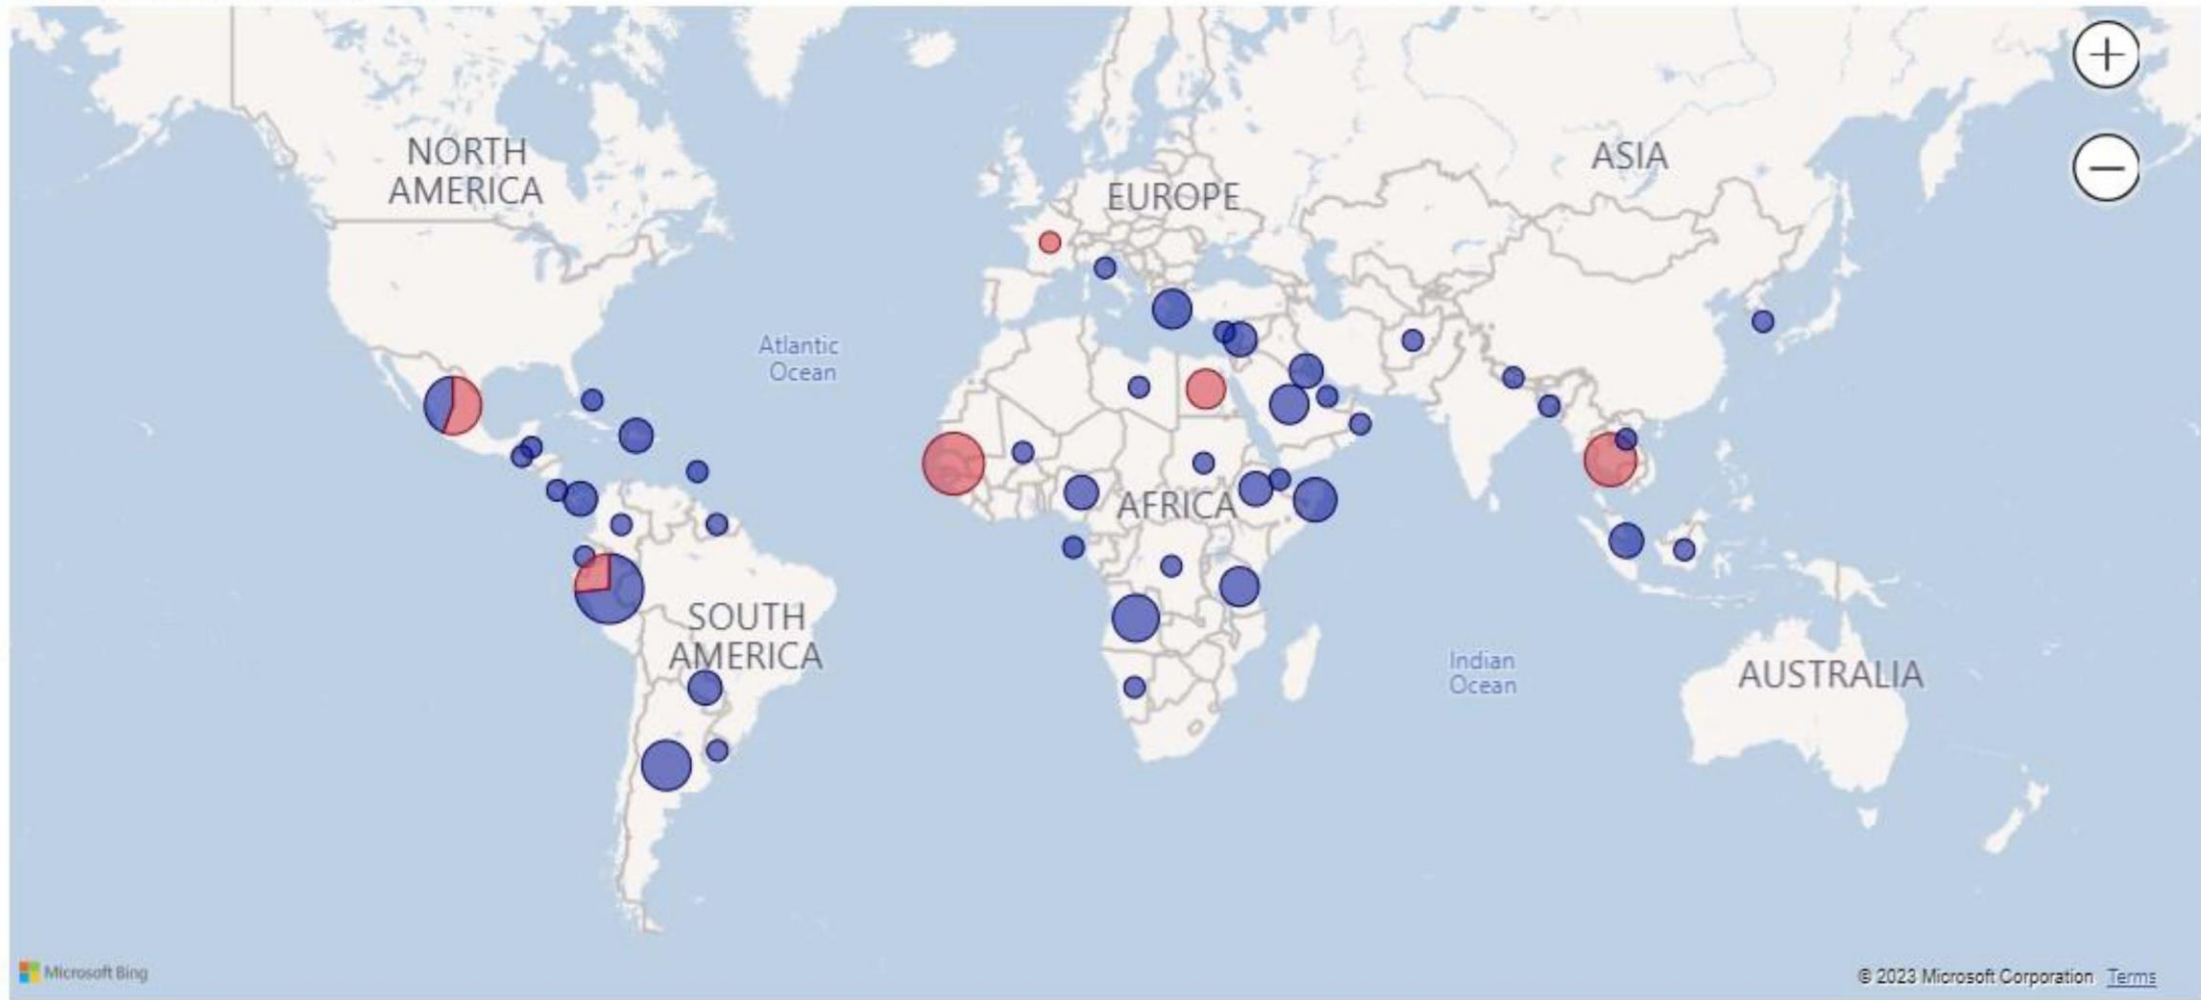 NORTH
AMERICA
EUROPE
ASIA
Atlantic
Ocean
AFRICA
SOUTH
AMERICA
Indian
Ocean
AUSTRALIA
Microsoft Bing
© 2023 Microsoft Corporation Terms